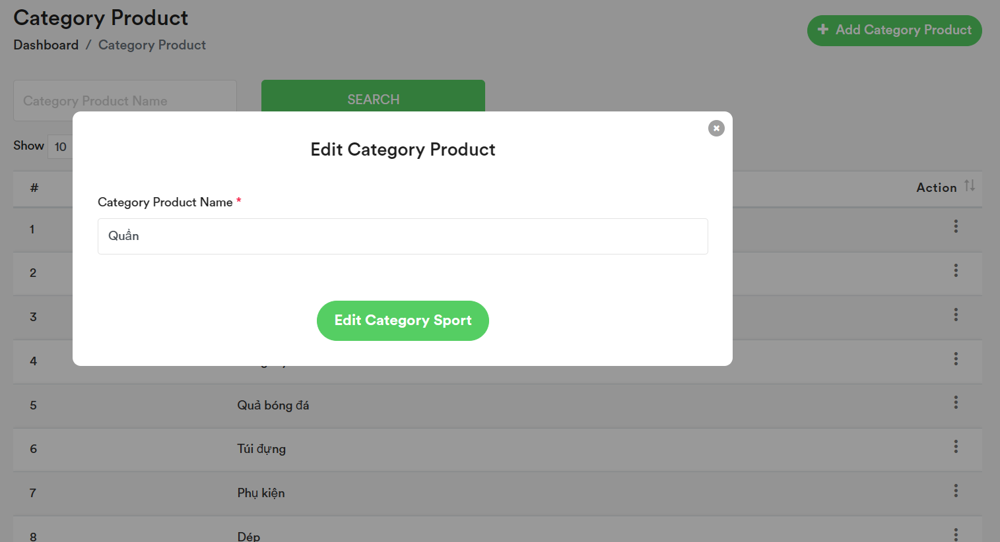 Category Product
Dashboard / Category Product
+ Add Category Product
Category Product Name
SEARCH
Show 10
Edit Category Product
Category Product Name *
Quần
Edit Category Sport
# Action
1
2
3
4
5 Quả bóng đá
6 Túi đựng
7 Phụ kiện
8 Dép